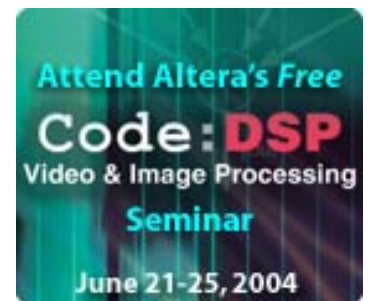 Attend Altera's Free
Code:DSP
Video & Image Processing
Seminar
June 21-25, 2004